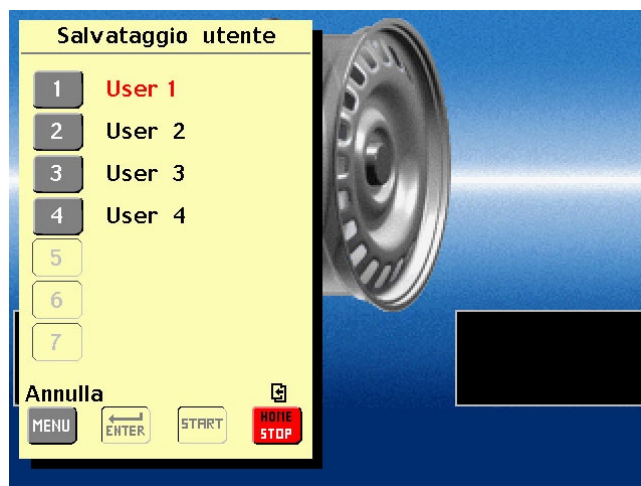 Salvataggio utente
1 User 1
2 User 2
3 User 3
4 User 4
5
6
7
Annulla
MENU ENTER START HOME STOP